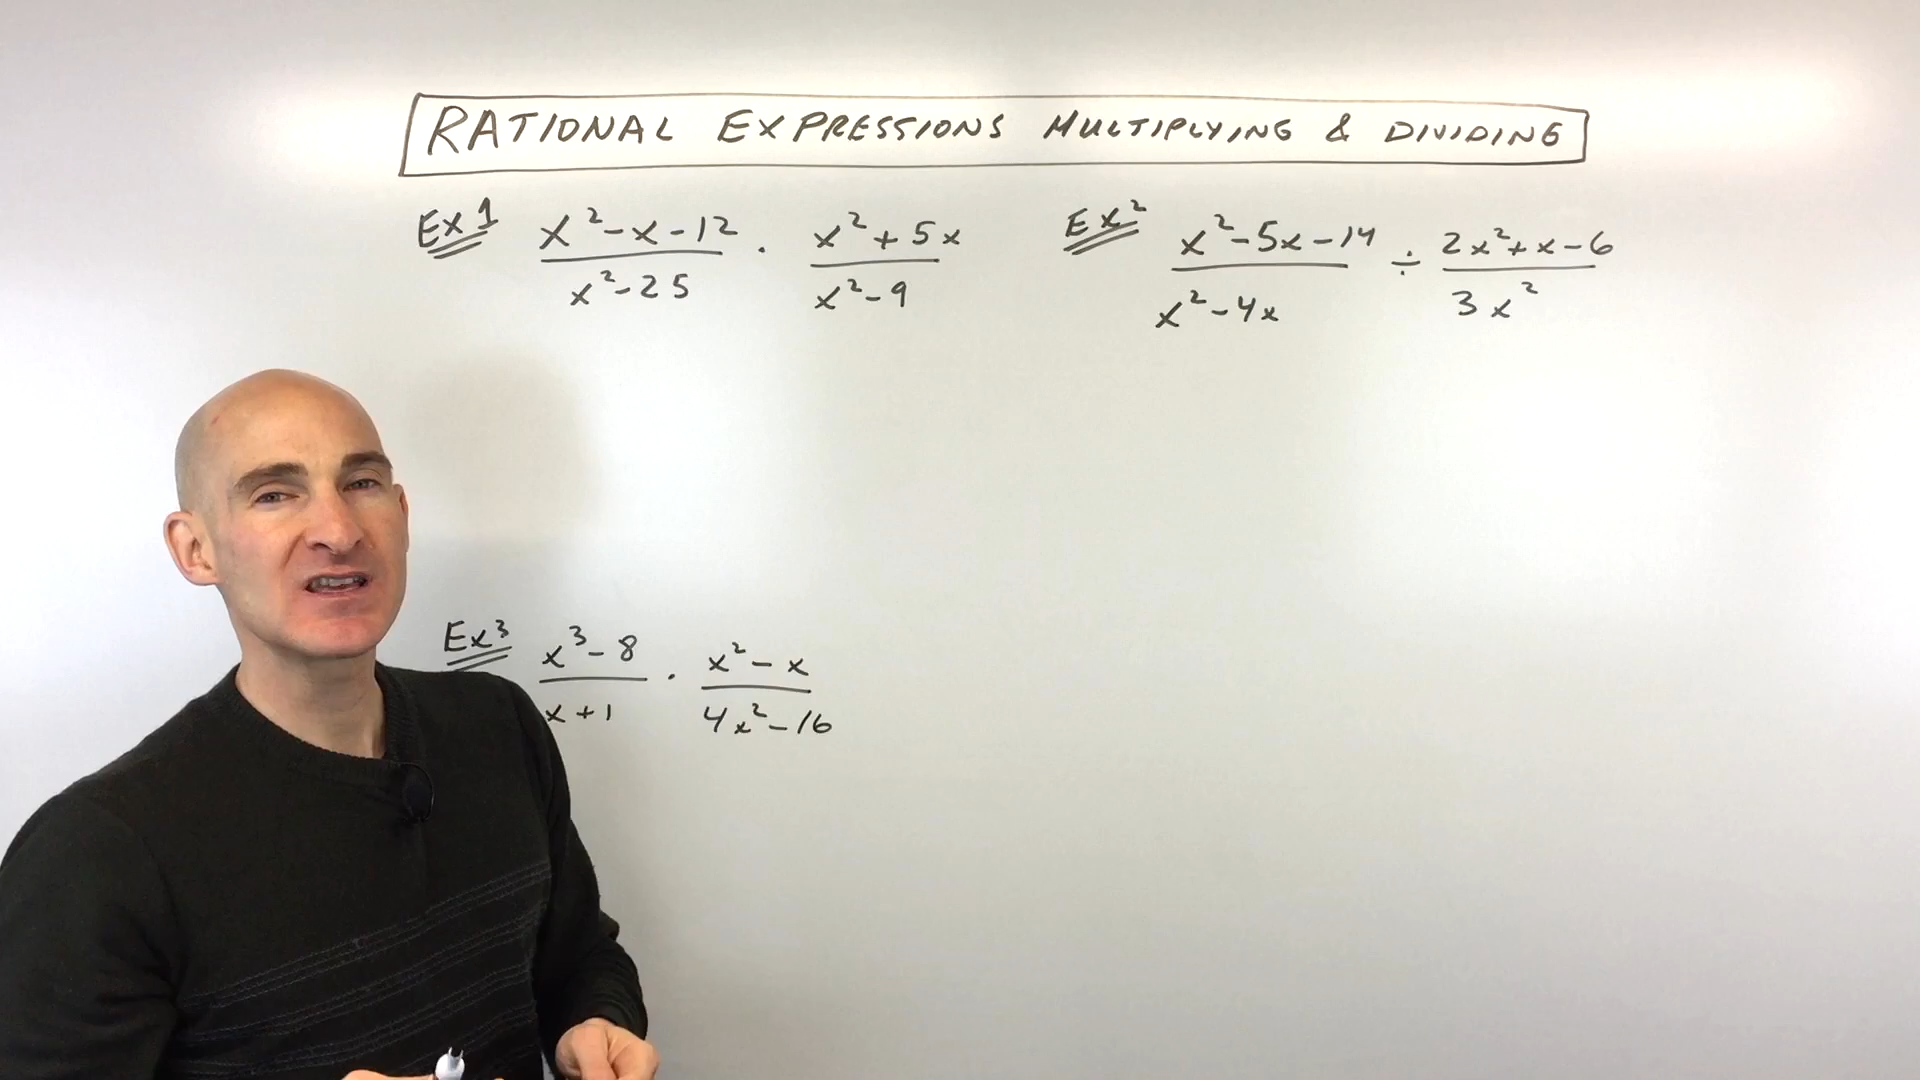 RATIONAL EXPRESSIONS MULTIPLYING & DIVIDING
Ex 1 x²-x-12 / x²-25 · x²+5x / x²-9
Ex 2 x²-5x-14 / x²-4x ÷ 2x²+x-6 / 3x²
Ex 3 x³-8 / x+1 · x²-x / 4x²-16